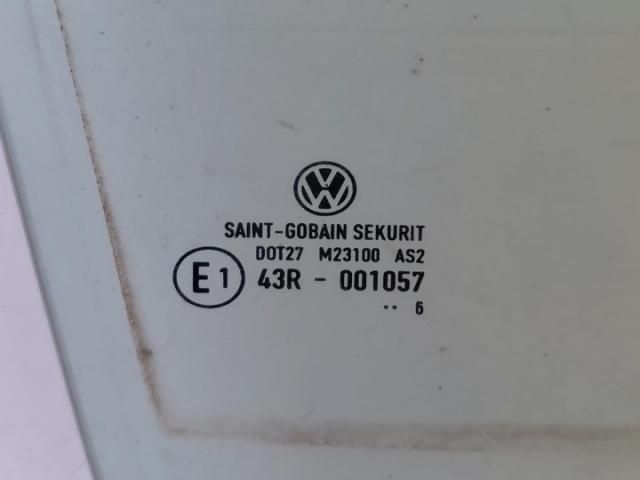 SAINT-GOBAIN SEKURIT
DOT27 M23100 AS2
E1 43R - 001057
·· 6